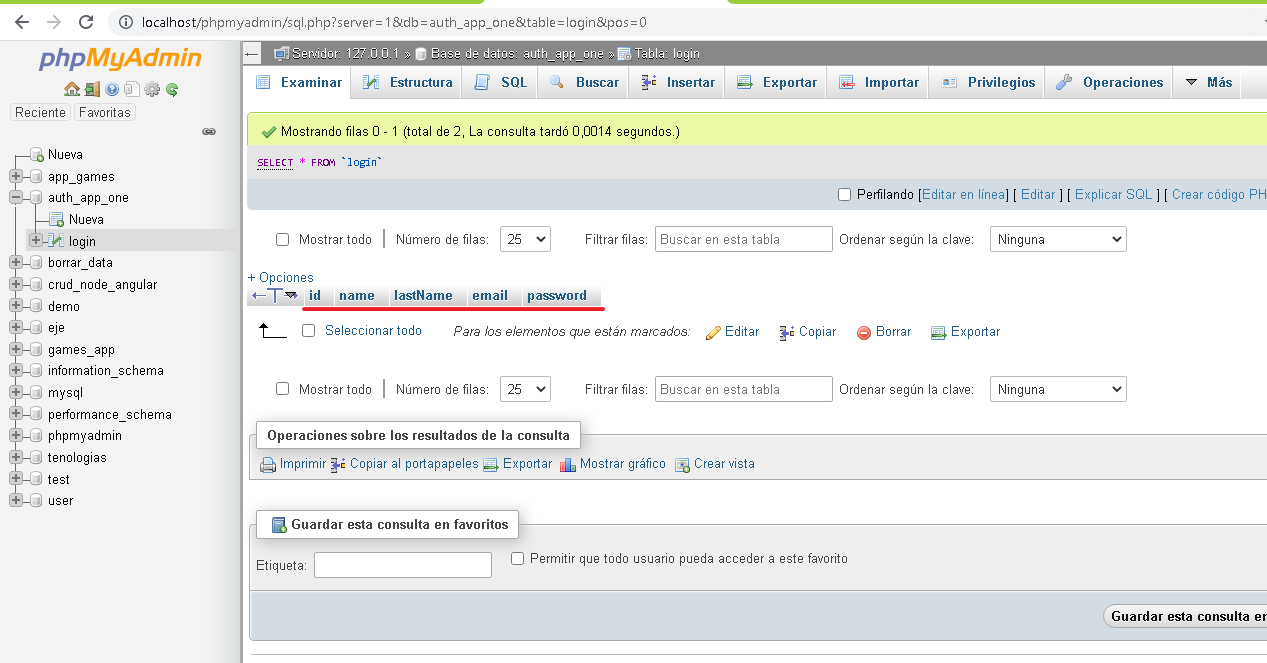 localhost/phpmyadmin/sql.php?server=1&db=auth_app_one&table=login&pos=0
phpMyAdmin
Reciente Favoritas
Nueva
app_games
auth_app_one
Nueva
login
borrar_data
crud_node_angular
demo
eje
games_app
information_schema
mysql
performance_schema
phpmyadmin
tenologias
test
user
Servidor: 127.0.0.1 » Base de datos: auth_app_one » Tabla: login
Examinar Estructura SQL Buscar Insertar Exportar Importar Privilegios Operaciones Más
Mostrando filas 0 - 1 (total de 2, La consulta tardó 0,0014 segundos.)
SELECT * FROM `login`
Perfilando [Editar en línea] [ Editar ] [ Explicar SQL ] [ Crear código PH
Mostrar todo | Número de filas: 25 Filtrar filas: Buscar en esta tabla Ordenar según la clave: Ninguna
+ Opciones
←T→ id name lastName email password
Seleccionar todo Para los elementos que están marcados: Editar Copiar Borrar Exportar
Mostrar todo | Número de filas: 25 Filtrar filas: Buscar en esta tabla Ordenar según la clave: Ninguna
Operaciones sobre los resultados de la consulta
Imprimir Copiar al portapapeles Exportar Mostrar gráfico Crear vista
Guardar esta consulta en favoritos
Etiqueta: Permitir que todo usuario pueda acceder a este favorito
Guardar esta consulta en